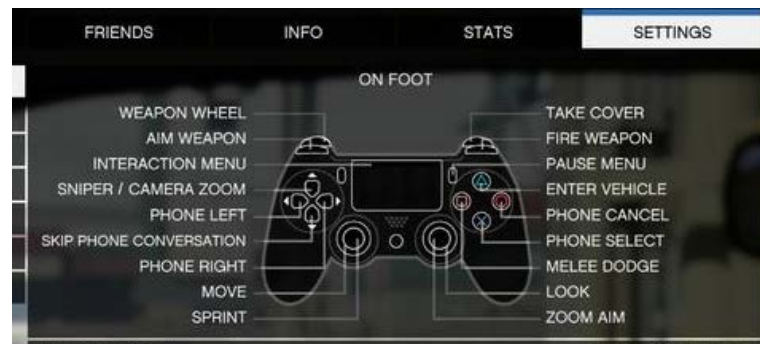 FRIENDS INFO STATS SETTINGS
ON FOOT
WEAPON WHEEL TAKE COVER
AIM WEAPON FIRE WEAPON
INTERACTION MENU PAUSE MENU
SNIPER / CAMERA ZOOM ENTER VEHICLE
PHONE LEFT PHONE CANCEL
SKIP PHONE CONVERSATION PHONE SELECT
PHONE RIGHT MELEE DODGE
MOVE LOOK
SPRINT ZOOM AIM